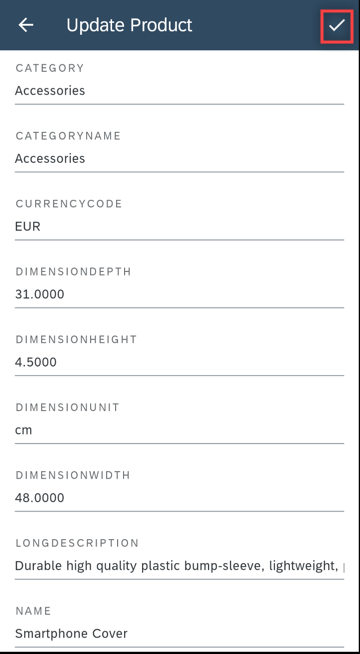 Update Product
CATEGORY
Accessories
CATEGORYNAME
Accessories
CURRENCYCODE
EUR
DIMENSIONDEPTH
31.0000
DIMENSIONHEIGHT
4.5000
DIMENSIONUNIT
cm
DIMENSIONWIDTH
48.0000
LONGDESCRIPTION
Durable high quality plastic bump-sleeve, lightweight,
NAME
Smartphone Cover